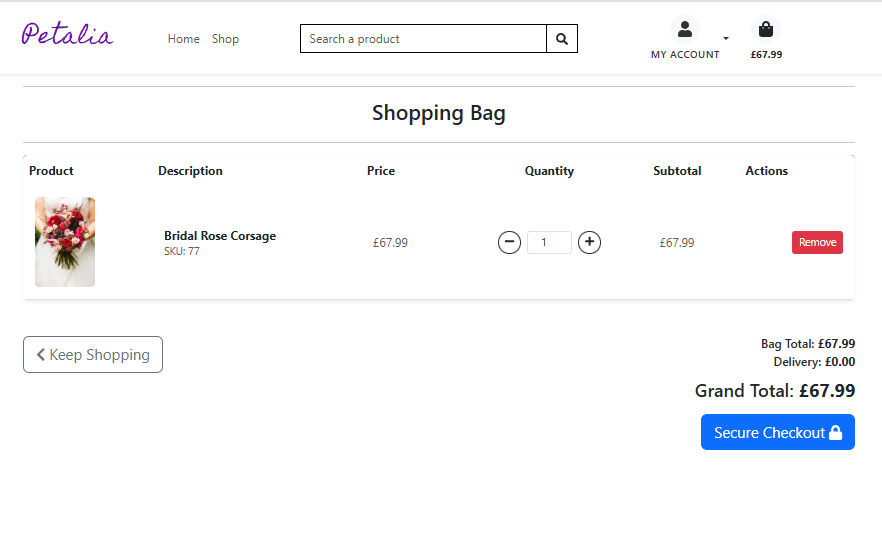 Petalia
Home Shop
Search a product
MY ACCOUNT
£67.99
Shopping Bag
Product Description Price Quantity Subtotal Actions
Bridal Rose Corsage
SKU: 77
£67.99 1 £67.99 Remove
Keep Shopping
Bag Total: £67.99
Delivery: £0.00
Grand Total: £67.99
Secure Checkout